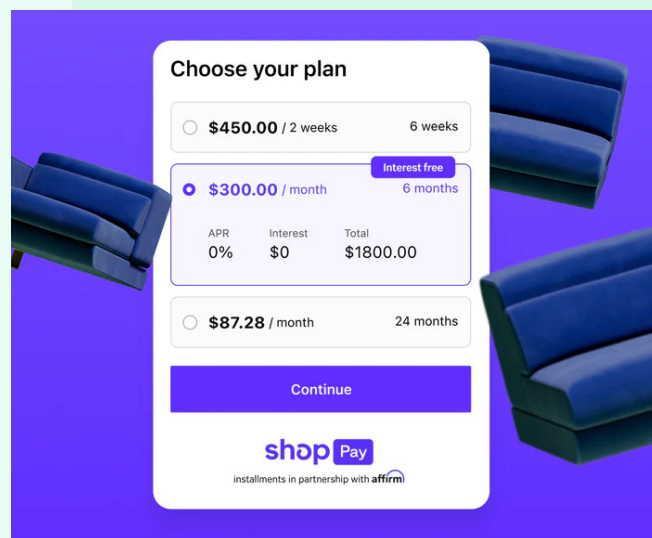 Choose your plan
$450.00 / 2 weeks 6 weeks
Interest free
$300.00 / month 6 months
APR Interest Total
0% $0 $1800.00
$87.28 / month 24 months
Continue
shop Pay
installments in partnership with affirm